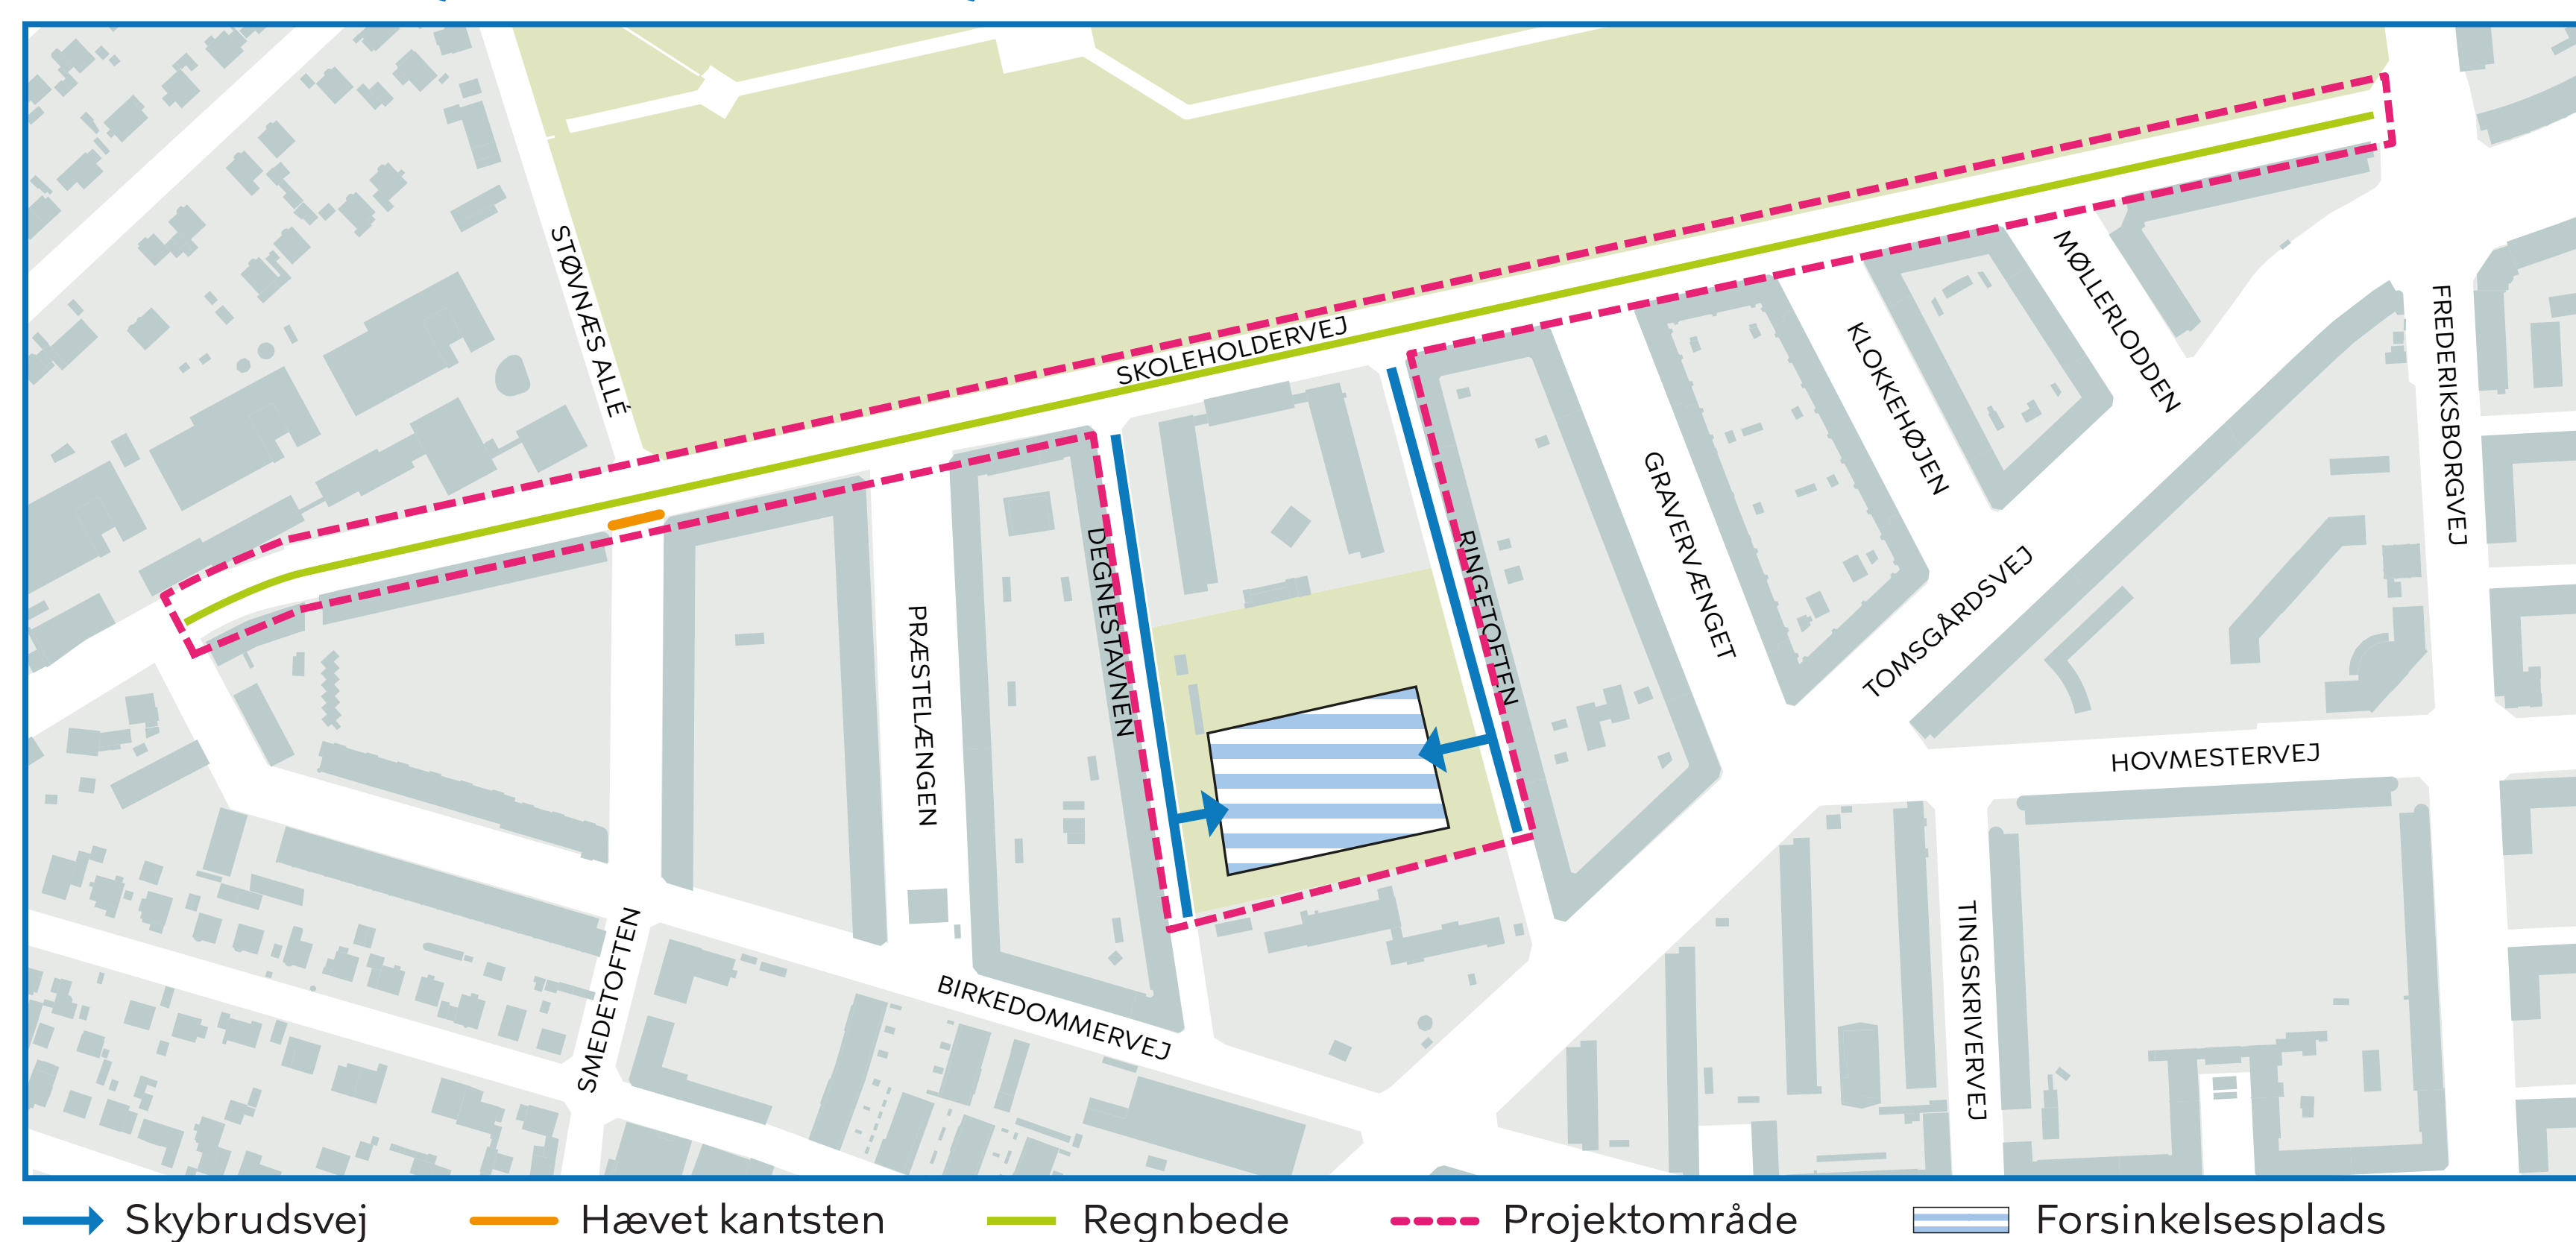 STØVNÆS ALLÉ
SKOLEHOLDERVEJ
MØLLERLODDEN
KLOKKEHØJEN
FREDERIKSBORGVEJ
GRAVERVÆNGET
DEGNESTAVNEN
RINGETOFTEN
PRÆSTELÆNGEN
TOMSGÅRDSVEJ
HOVMESTERVEJ
SMEDETOFTEN
BIRKEDOMMERVEJ
TINGSKRIVERVEJ
Skybrudsvej
Hævet kantsten
Regnbede
Projektområde
Forsinkelsesplads